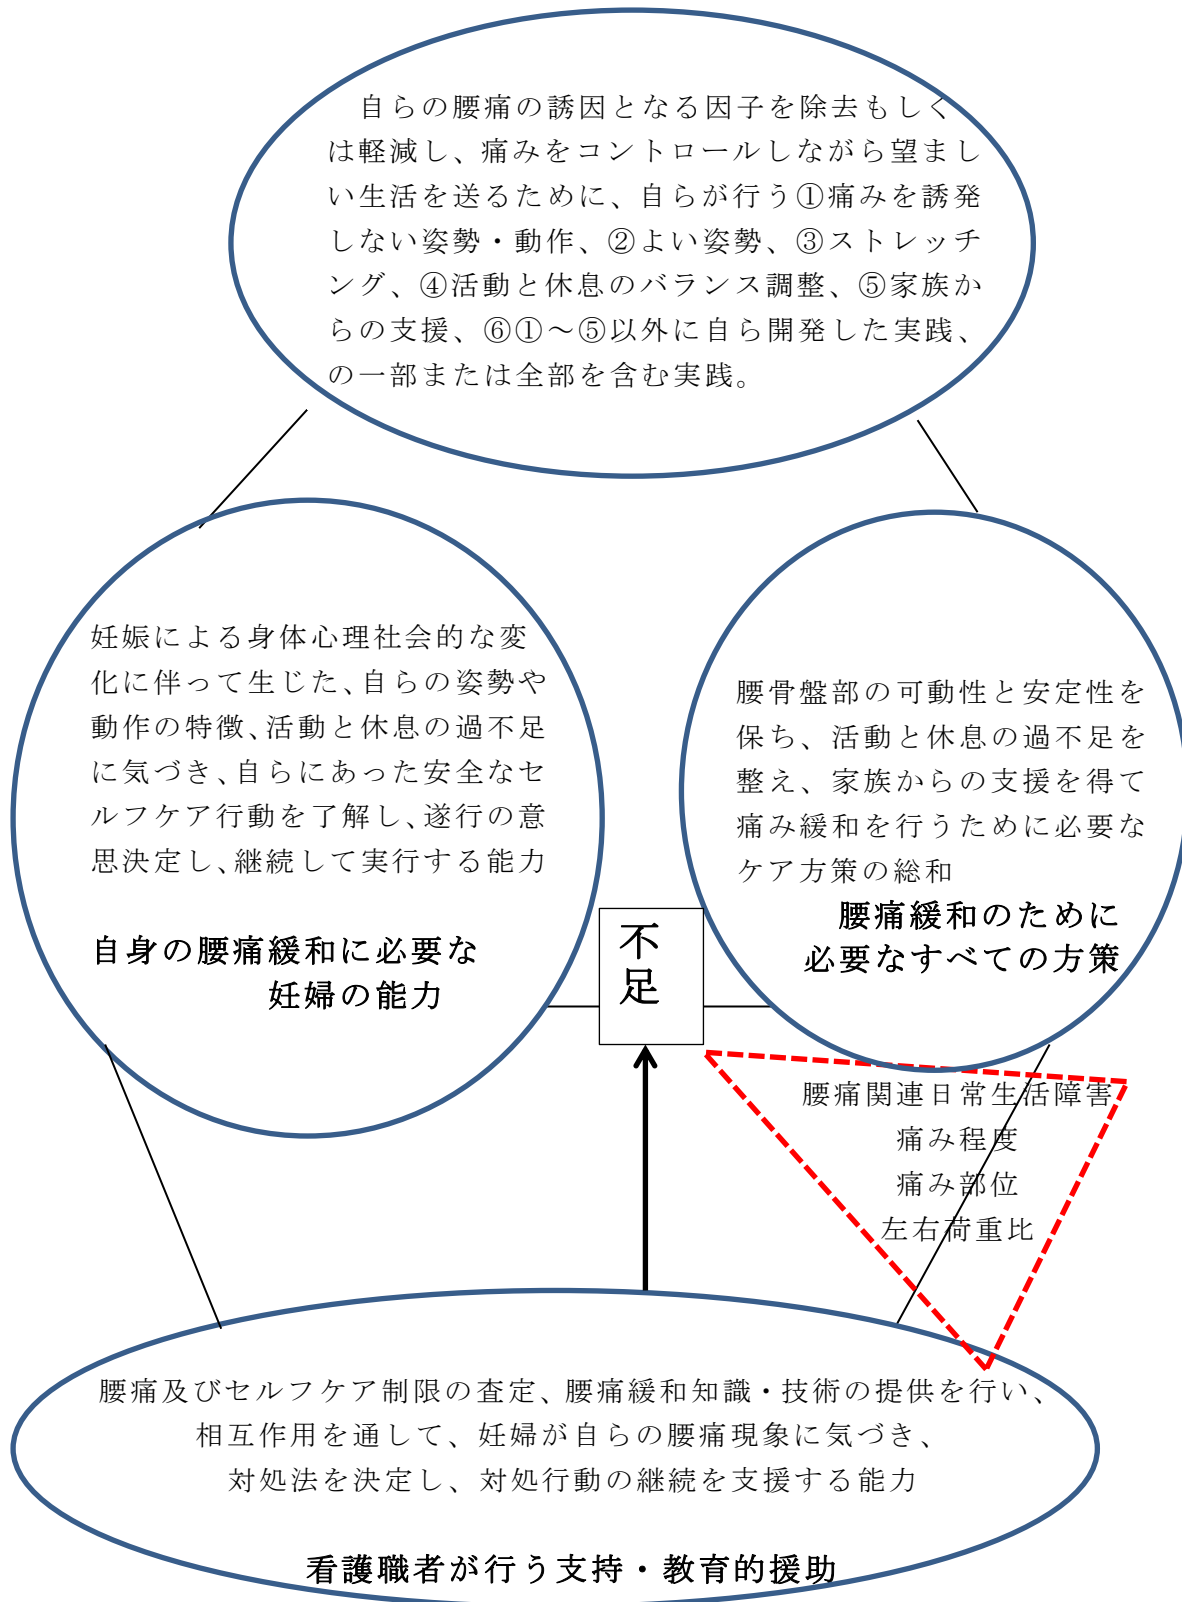 自らの腰痛の誘因となる因子を除去もしく
は軽減し、痛みをコントロールしながら望まし
い生活を送るために、自らが行う①痛みを誘発
しない姿勢・動作、②よい姿勢、③ストレッチ
ング、④活動と休息のバランス調整、⑤家族か
らの支援、⑥①～⑤以外に自ら開発した実践、
の一部または全部を含む実践。
妊娠による身体心理社会的な変
化に伴って生じた、自らの姿勢や
動作の特徴、活動と休息の過不足
に気づき、自らにあった安全なセ
ルフケア行動を了解し、遂行の意
思決定し、継続して実行する能力
自身の腰痛緩和に必要な
妊婦の能力
腰骨盤部の可動性と安定性を
保ち、活動と休息の過不足を
整え、家族からの支援を得て
痛み緩和を行うために必要な
ケア方策の総和
腰痛緩和のために
必要なすべての方策
不
足
腰痛関連日常生活障害
痛み程度
痛み部位
左右荷重比
腰痛及びセルフケア制限の査定、腰痛緩和知識・技術の提供を行い、
相互作用を通して、妊婦が自らの腰痛現象に気づき、
対処法を決定し、対処行動の継続を支援する能力
看護職者が行う支持・教育的援助